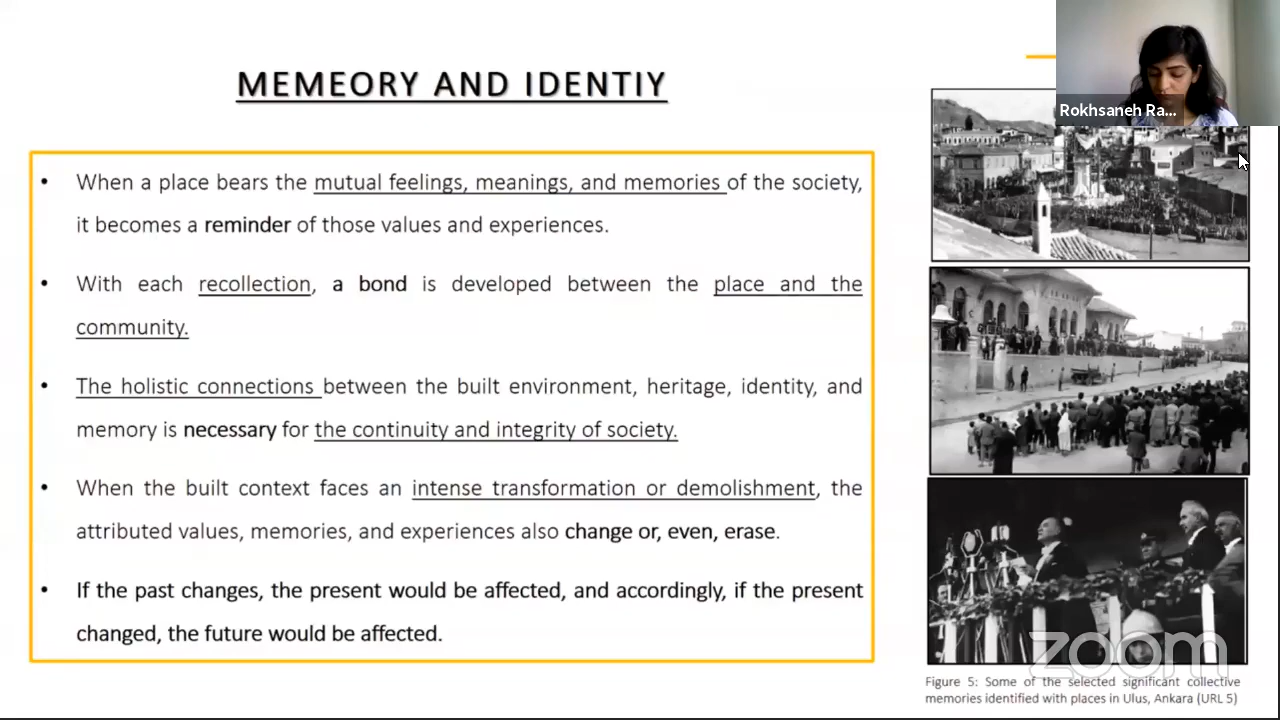 MEMEORY AND IDENTIY
Rokhsaneh Ra...
• When a place bears the mutual feelings, meanings, and memories of the society,
it becomes a reminder of those values and experiences.
• With each recollection, a bond is developed between the place and the
community.
• The holistic connections between the built environment, heritage, identity, and
memory is necessary for the continuity and integrity of society.
• When the built context faces an intense transformation or demolishment, the
attributed values, memories, and experiences also change or, even, erase.
• If the past changes, the present would be affected, and accordingly, if the present
changed, the future would be affected.
zoom
Figure 5: Some of the selected significant collective
memories identified with places in Ulus, Ankara (URL 5)